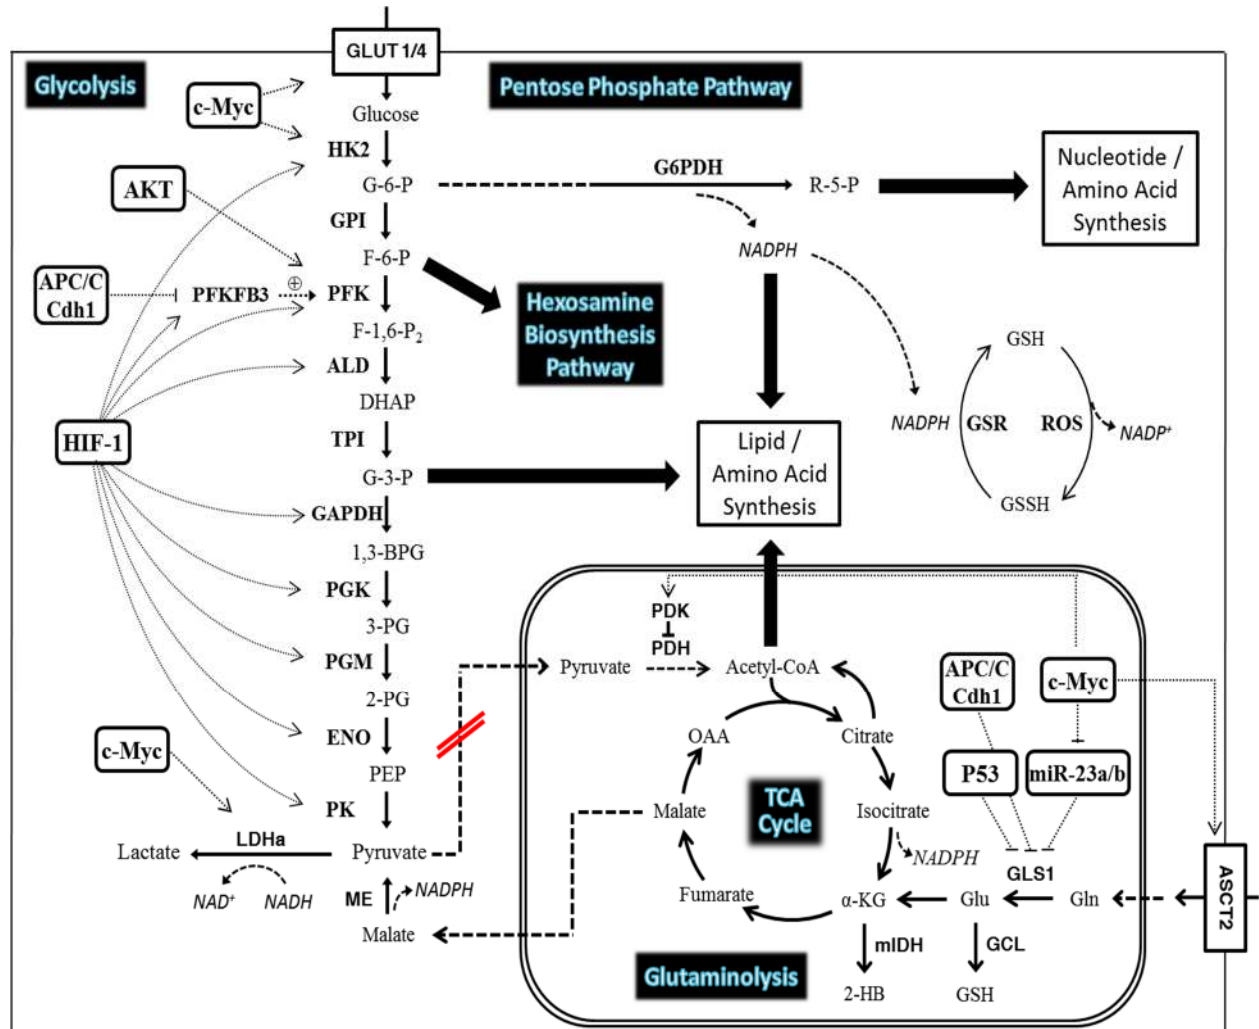 GLUT 1/4
Glycolysis
Pentose Phosphate Pathway
c-Myc
Glucose
HK2
G6PDH
Nucleotide /
Amino Acid
Synthesis
AKT
G-6-P
R-5-P
GPI
NADPH
F-6-P
APC/C
Cdh1
PFKFB3
+
PFK
Hexosamine
Biosynthesis
Pathway
F-1,6-P2
GSH
ALD
DHAP
HIF-1
TPI
NADPH
GSR
ROS
NADP+
Lipid /
Amino Acid
Synthesis
G-3-P
GSSH
GAPDH
1,3-BPG
PGK
PDK
3-PG
PDH
PGM
Pyruvate
Acetyl-CoA
APC/C
Cdh1
c-Myc
2-PG
ENO
OAA
Citrate
c-Myc
PEP
P53
miR-23a/b
TCA
Cycle
PK
Malate
Isocitrate
LDHa
Lactate
Pyruvate
NADPH
GLS1
NAD+
NADH
ME
NADPH
Fumarate
α-KG
Glu
Gln
ASCT2
Malate
mIDH
GCL
Glutaminolysis
2-HB
GSH